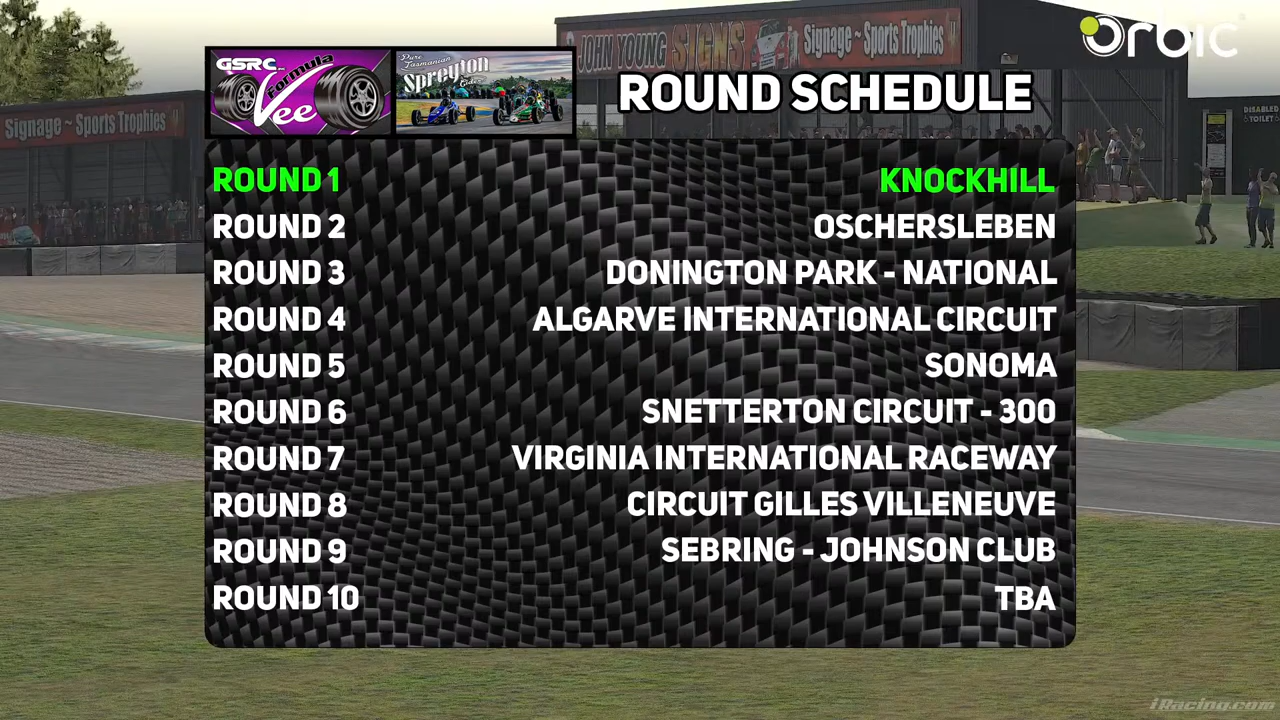 JOHN YOUNG SIGNS Signage ~ Sports Trophies
Orbic
GSRC Formula Vee
Pure Tasmanian
Spreyton
Cider
ROUND SCHEDULE
Signage ~ Sports Trophies
DISABLED
TOILET
ROUND 1 KNOCKHILL
ROUND 2 OSCHERSLEBEN
ROUND 3 DONINGTON PARK - NATIONAL
ROUND 4 ALGARVE INTERNATIONAL CIRCUIT
ROUND 5 SONOMA
ROUND 6 SNETTERTON CIRCUIT - 300
ROUND 7 VIRGINIA INTERNATIONAL RACEWAY
ROUND 8 CIRCUIT GILLES VILLENEUVE
ROUND 9 SEBRING - JOHNSON CLUB
ROUND 10 TBA
iRacing.com